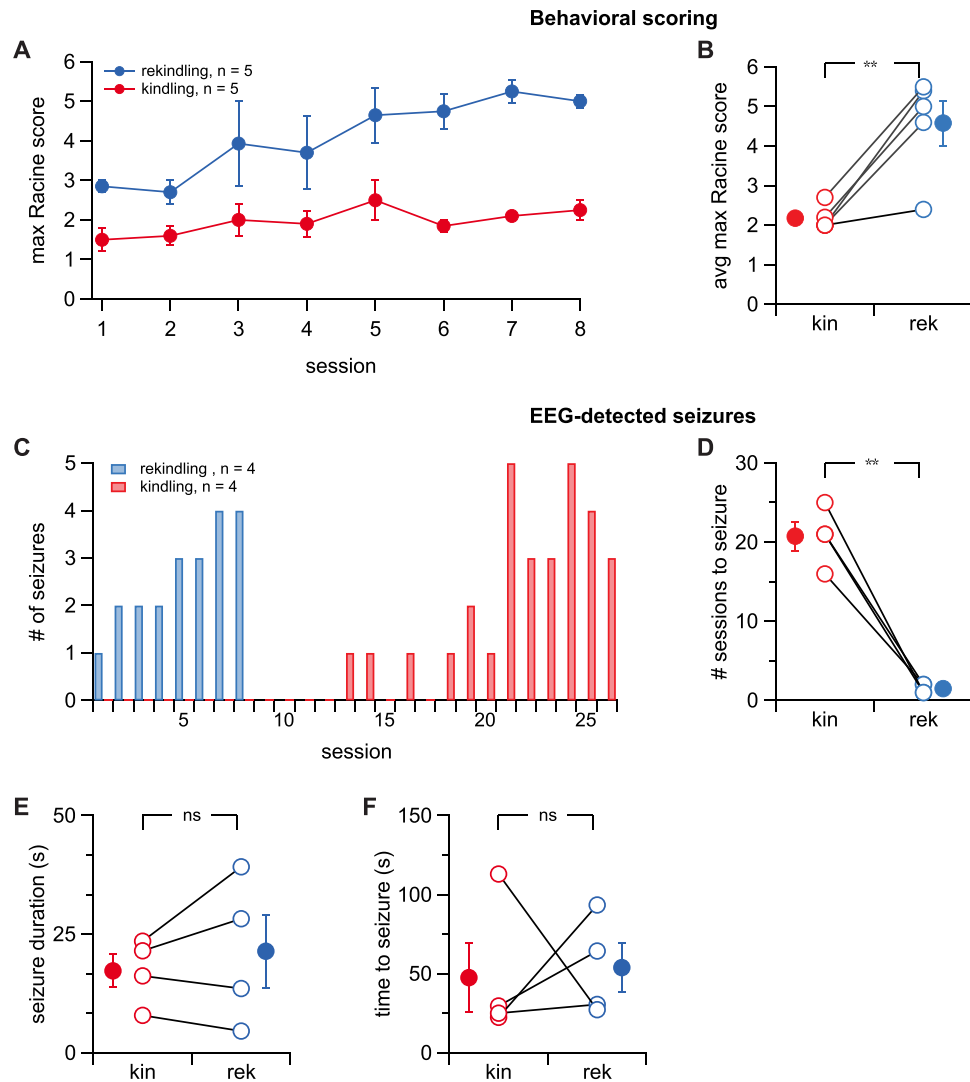 Behavioral scoring
A
rekindling, n = 5
kindling, n = 5
max Racine score
6
5
4
3
2
1
0
1 2 3 4 5 6 7 8
session
B
**
avg max Racine score
6
5
4
3
2
1
0
kin rek
EEG-detected seizures
C
rekindling , n = 4
kindling, n = 4
# of seizures
5
4
3
2
1
0
5 10 15 20 25
session
D
**
# sessions to seizure
30
20
10
0
kin rek
E
ns
seizure duration (s)
50
25
0
kin rek
F
ns
time to seizure (s)
150
100
50
0
kin rek